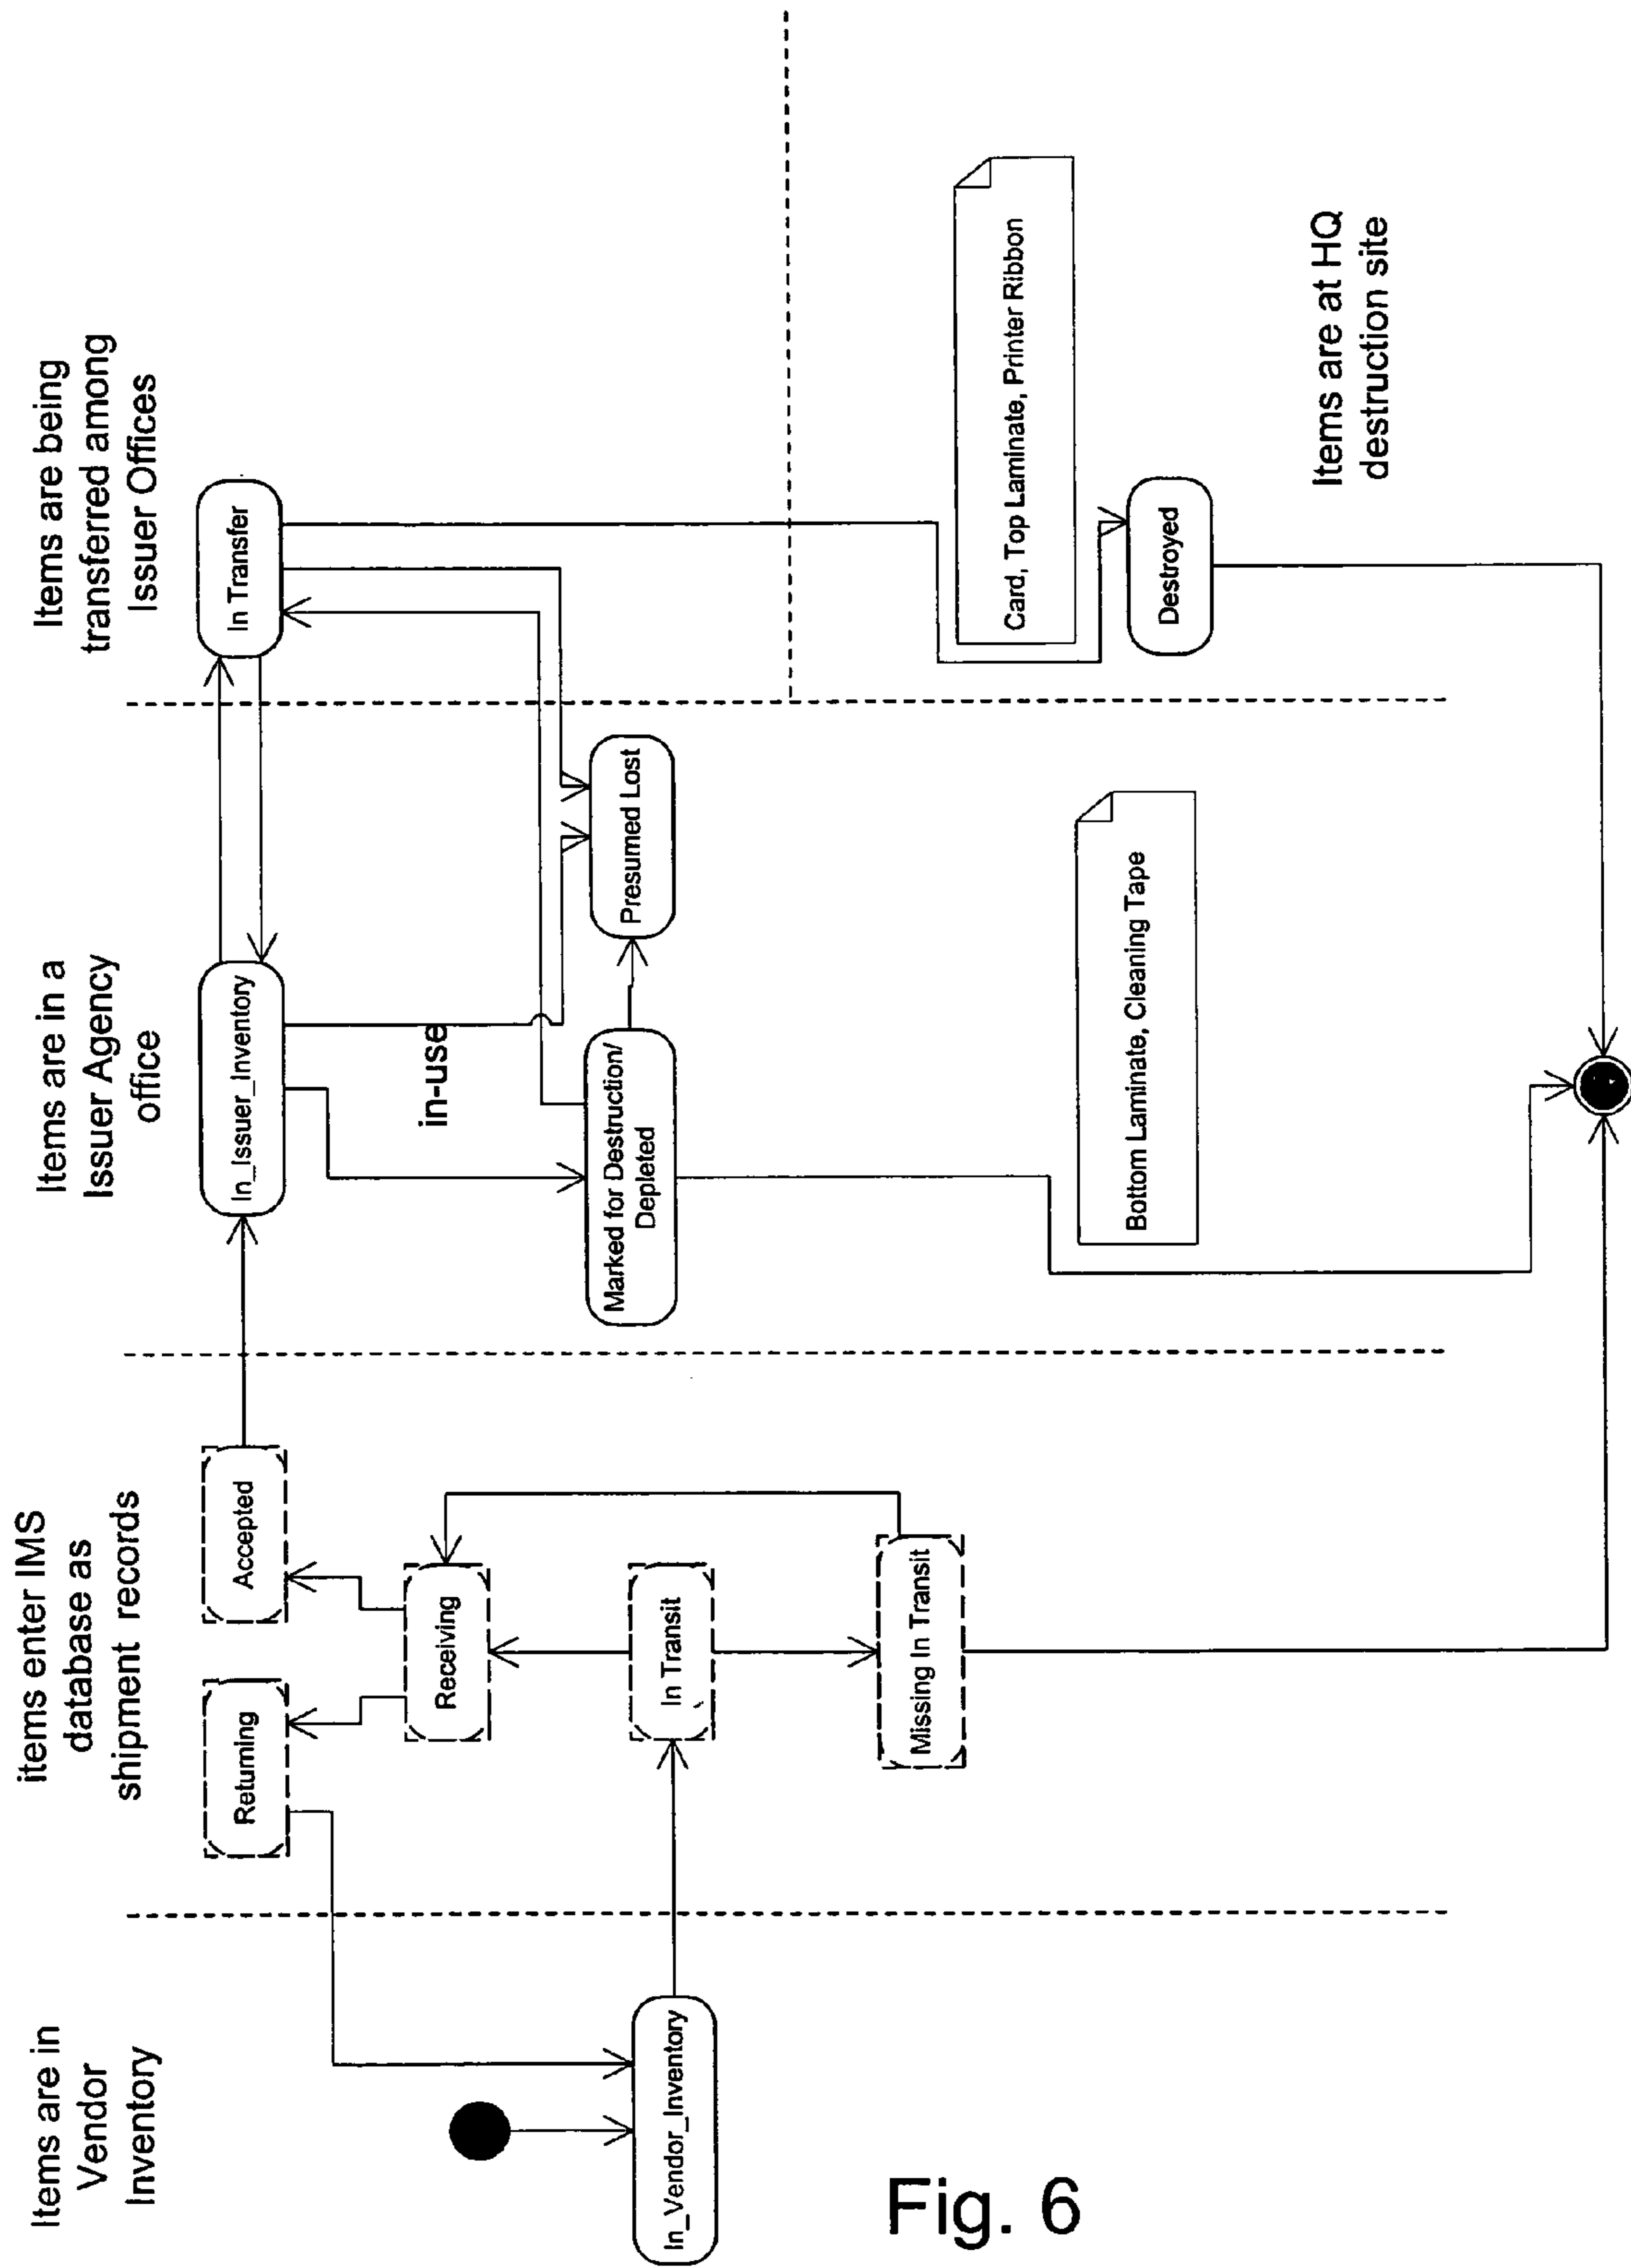 Items are in
Vendor
Inventory
items enter IMS
database as
shipment records
Items are in a
Issuer Agency
office
Items are being
transferred among
Issuer Offices
Returning
Accepted
In_Issuer_Inventory
In Transfer
Receiving
in-use
In_Vendor_Inventory
In Transit
Marked for Destruction/
Depleted
Presumed Lost
Missing In Transit
Card, Top Laminate, Printer Ribbon
Bottom Laminate, Cleaning Tape
Destroyed
Items are at HQ
destruction site
Fig. 6